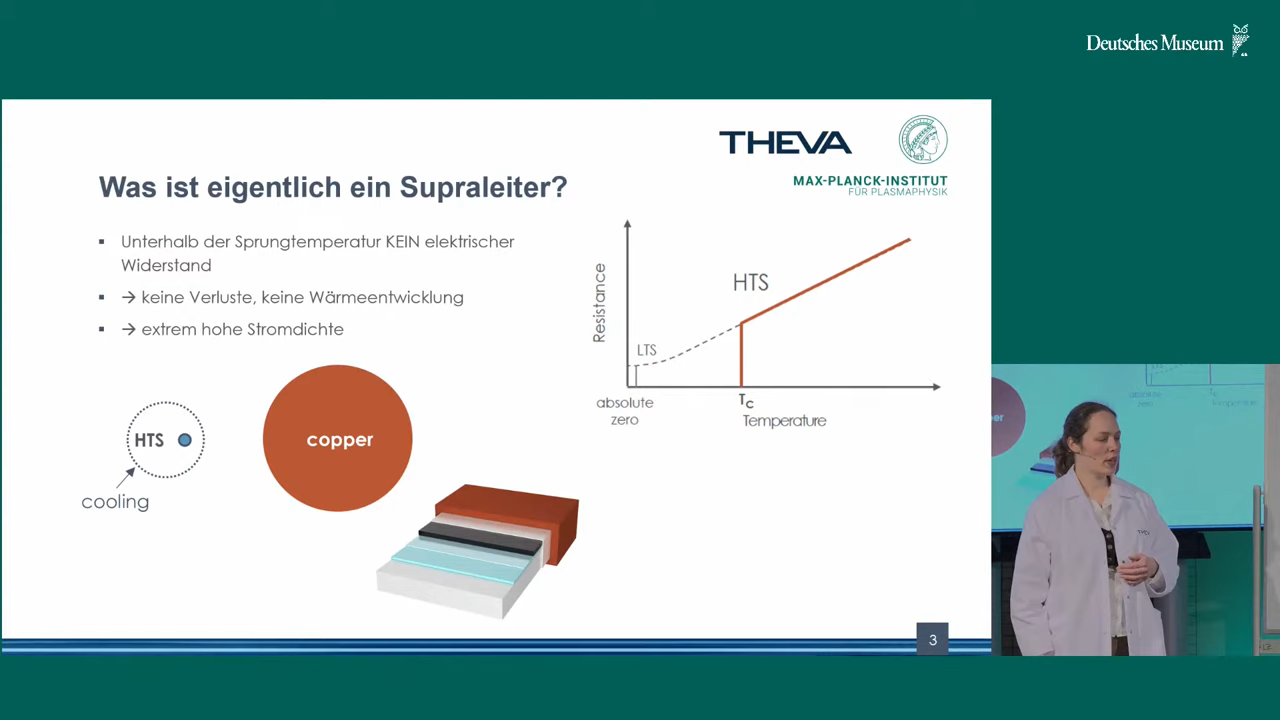 Deutsches Museum
THEVA
MAX-PLANCK-INSTITUT
FÜR PLASMAPHYSIK
Was ist eigentlich ein Supraleiter?
▪ Unterhalb der Sprungtemperatur KEIN elektrischer
Widerstand
▪ → keine Verluste, keine Wärmeentwicklung
▪ → extrem hohe Stromdichte
HTS
cooling
copper
Resistance
HTS
LTS
absolute
zero
Tc
Temperature
3
THEVA